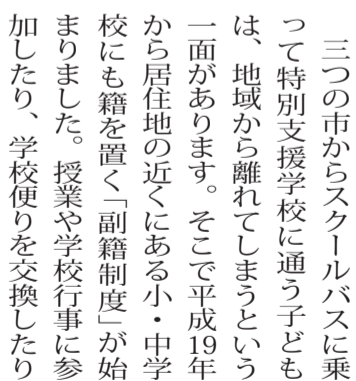 三つの市からスクールバスに乗
って特別支援学校に通う子ども
は、地域から離れてしまうという
一面があります。そこで平成19年
から居住地の近くにある小・中学
校にも籍を置く「副籍制度」が始
まりました。授業や学校行事に参
加したり、学校便りを交換したり